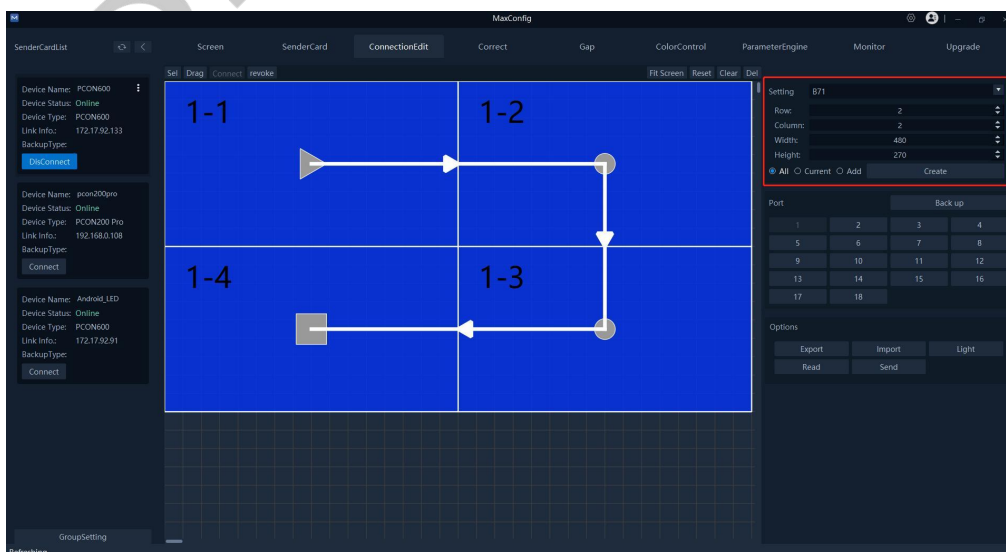 MaxConfig
SenderCardList
Screen SenderCard ConnectionEdit Correct Gap ColorControl ParameterEngine Monitor Upgrade
Sel Drag Connect revoke Fit Screen Reset Clear Del
Device Name: PCON600
Device Status: Online
Device Type: PCON600
Link Info.: 172.17.92.133
BackupType:
DisConnect
Device Name: pcon200pro
Device Status: Online
Device Type: PCON200 Pro
Link Info.: 192.168.0.108
BackupType:
Connect
Device Name: Android_LED
Device Status: Online
Device Type: PCON600
Link Info.: 172.17.92.91
BackupType:
Connect
GroupSetting
Refreshing
1-1 1-2
1-4 1-3
Setting B71
Row: 2
Column: 2
Width: 480
Height: 270
All Current Add Create
Port Back up
1 2 3 4
5 6 7 8
9 10 11 12
13 14 15 16
17 18
Options
Export Import Light
Read Send